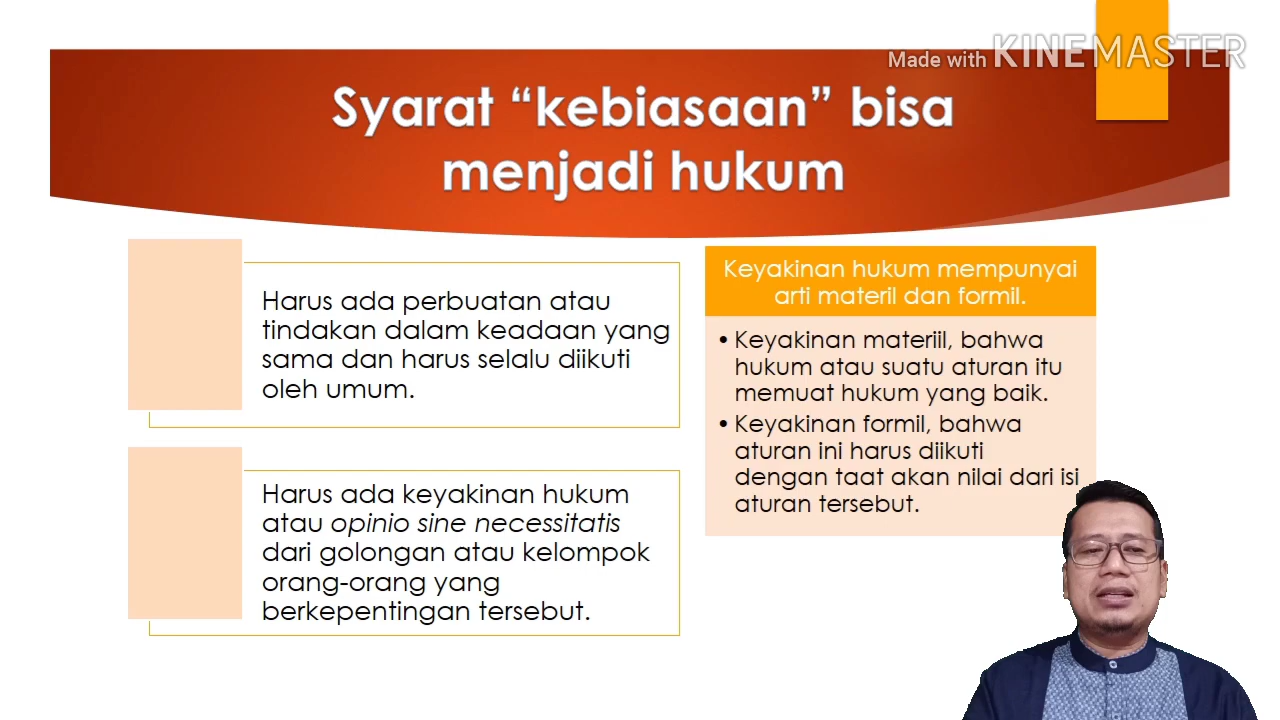 Made with KINEMASTER
Syarat “kebiasaan” bisa
menjadi hukum
Harus ada perbuatan atau
tindakan dalam keadaan yang
sama dan harus selalu diikuti
oleh umum.
Harus ada keyakinan hukum
atau opinio sine necessitatis
dari golongan atau kelompok
orang-orang yang
berkepentingan tersebut.
Keyakinan hukum mempunyai
arti materil dan formil.
• Keyakinan materiil, bahwa
hukum atau suatu aturan itu
memuat hukum yang baik.
• Keyakinan formil, bahwa
aturan ini harus diikuti
dengan taat akan nilai dari isi
aturan tersebut.